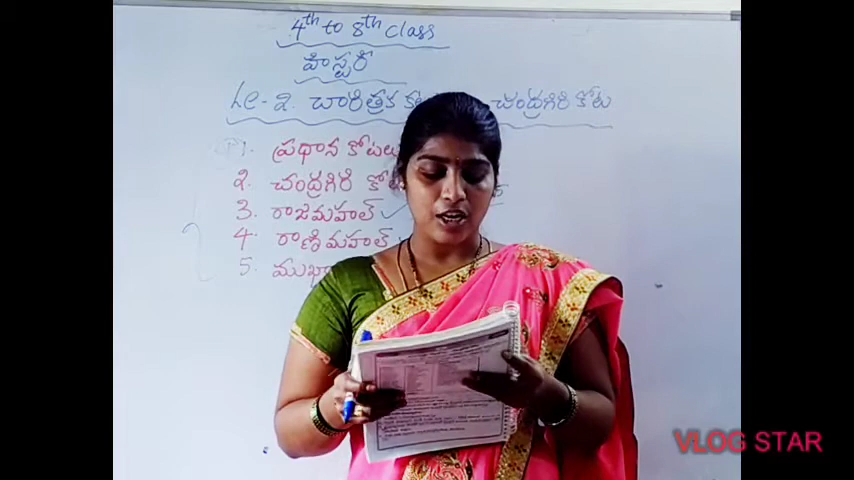 4th to 8th class
హిస్టరీ
చారిత్రక చంద్రగిరి కోట
1. ప్రధాన కోటలు
2. చంద్రగిరి
3. రాజమహల్
4. రాణి మహల్
5.
VLOG STAR